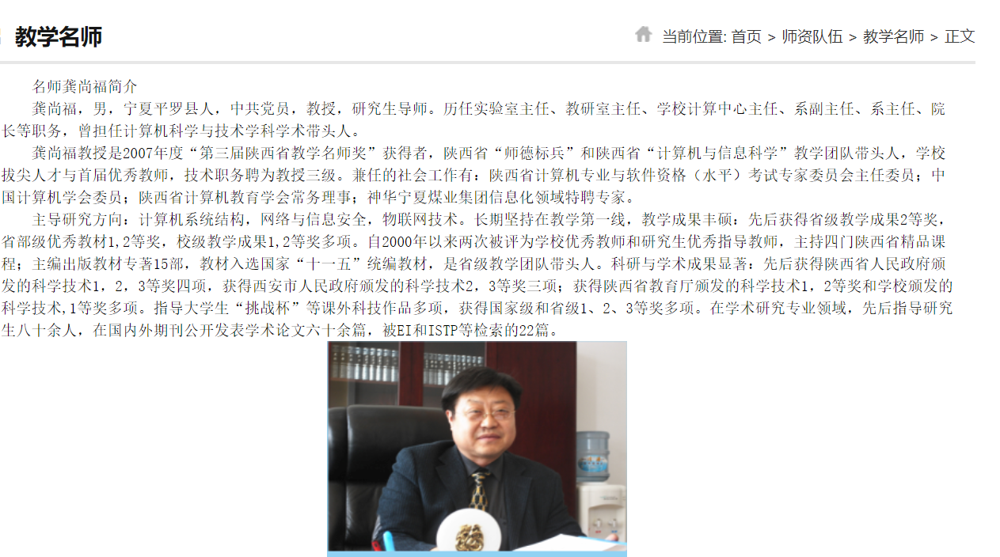 教学名师
当前位置: 首页 > 师资队伍 > 教学名师 > 正文
名师龚尚福简介
龚尚福，男，宁夏平罗县人，中共党员，教授，研究生导师。历任实验室主任、教研室主任、学校计算中心主任、系副主任、系主任、院
长等职务，曾担任计算机科学与技术学科学术带头人。
龚尚福教授是2007年度“第三届陕西省教学名师奖”获得者，陕西省“师德标兵”和陕西省“计算机与信息科学”教学团队带头人，学校
拔尖人才与首届优秀教师，技术职务聘为教授三级。兼任的社会工作有：陕西省计算机专业与软件资格（水平）考试专家委员会主任委员；中
国计算机学会委员；陕西省计算机教育学会常务理事；神华宁夏煤业集团信息化领域特聘专家。
主导研究方向：计算机系统结构，网络与信息安全，物联网技术。长期坚持在教学第一线，教学成果丰硕：先后获得省级教学成果2等奖，
省部级优秀教材1,2等奖，校级教学成果1,2等奖多项。自2000年以来两次被评为学校优秀教师和研究生优秀指导教师，主持四门陕西省精品课
程；主编出版教材专著15部，教材入选国家“十一五”统编教材，是省级教学团队带头人。科研与学术成果显著：先后获得陕西省人民政府颁
发的科学技术1，2，3等奖四项，获得西安市人民政府颁发的科学技术2，3等奖三项；获得陕西省教育厅颁发的科学技术1，2等奖和学校颁发的
科学技术,1等奖多项。指导大学生“挑战杯”等课外科技作品多项，获得国家级和省级1、2、3等奖多项。在学术研究专业领域，先后指导研究
生八十余人，在国内外期刊公开发表学术论文六十余篇，被EI和ISTP等检索的22篇。